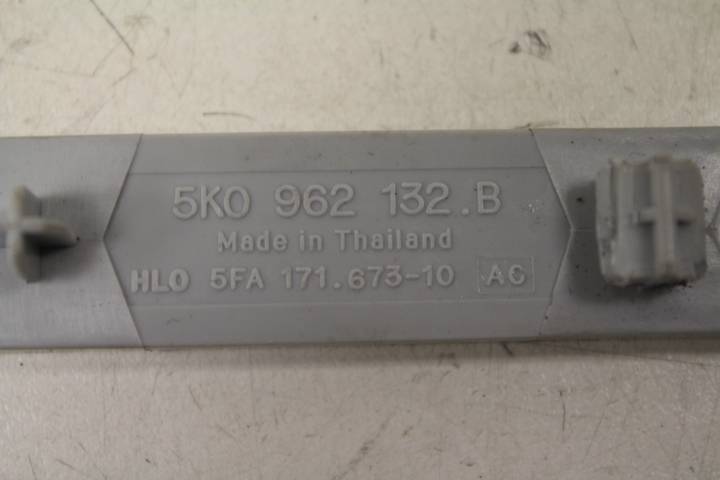 5K0 962 132.B
Made in Thailand
HLO 5FA 171.673-10 AC